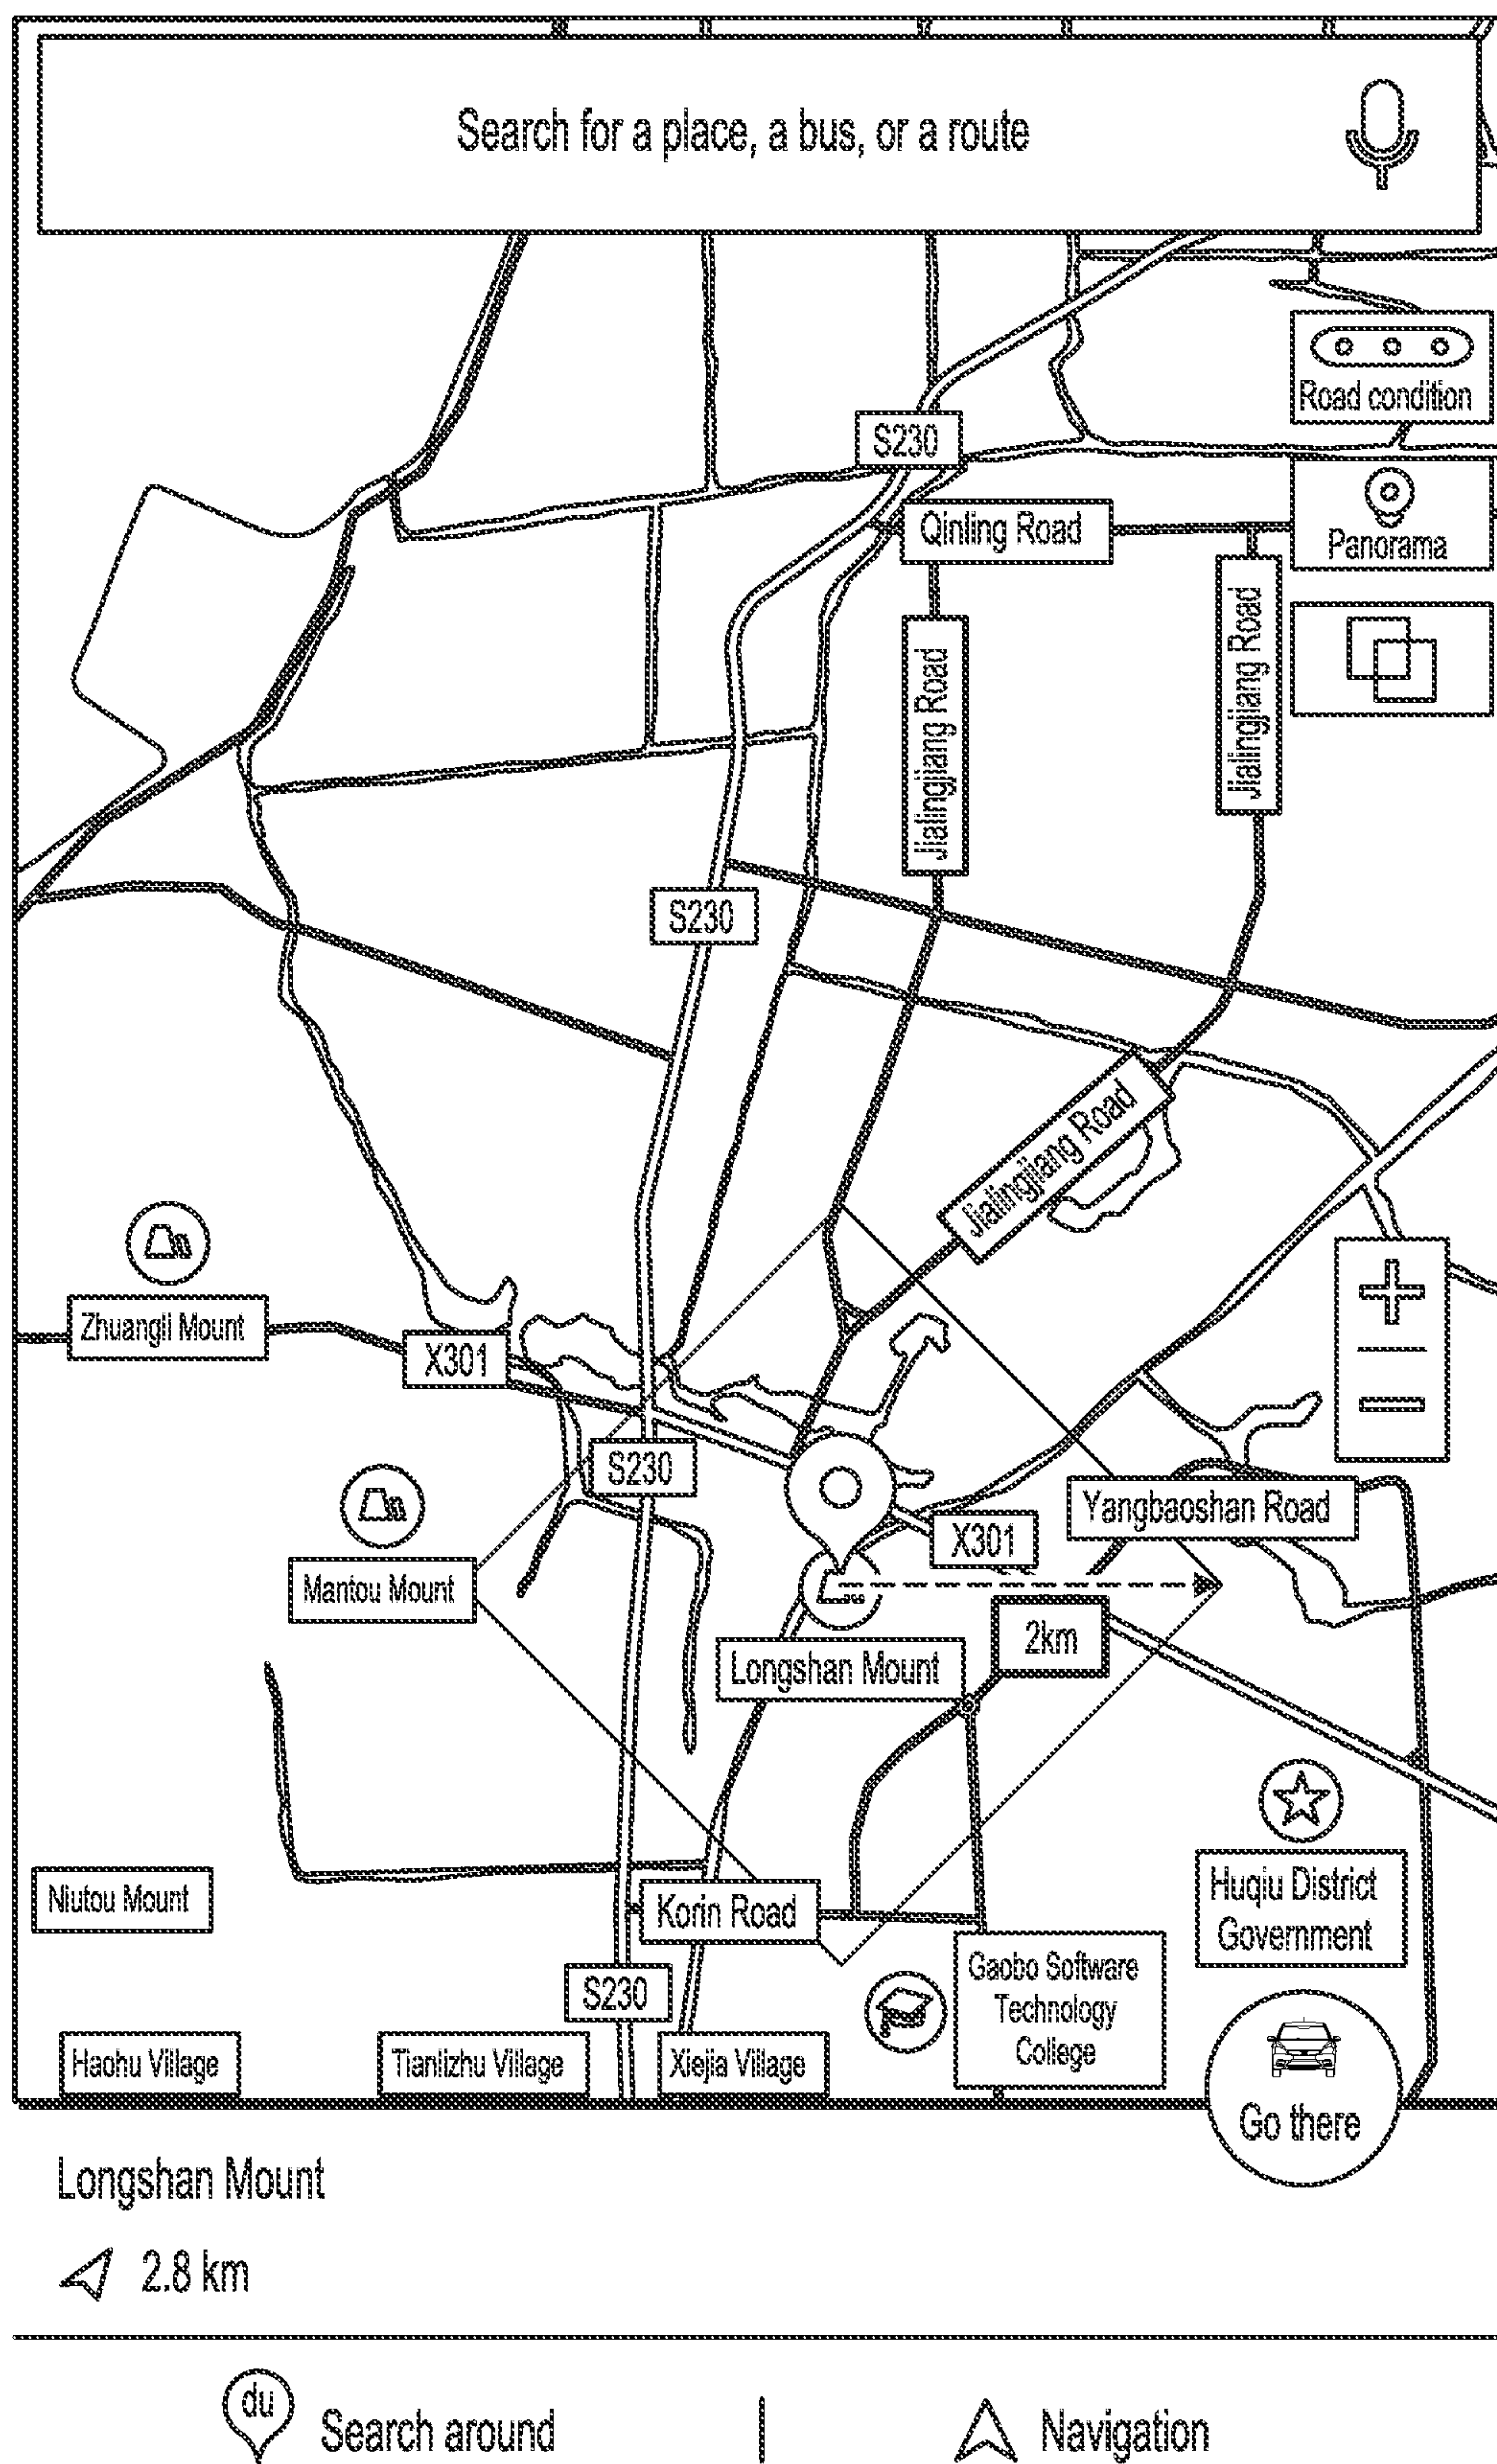 Search for a place, a bus, or a route
Road condition
S230
Qinling Road
Panorama
Jialingjiang Road
Jialingjiang Road
S230
Jialingjiang Road
Zhuangli Mount
X301
S230
Yangbaoshan Road
X301
Mantou Mount
2km
Longshan Mount
Niutou Mount
Korin Road
Huqiu District
Government
S230
Gaobo Software
Technology
College
Haohu Village
Tianlizhu Village
Xiejia Village
Go there
Longshan Mount
2.8 km
du
Search around
Navigation